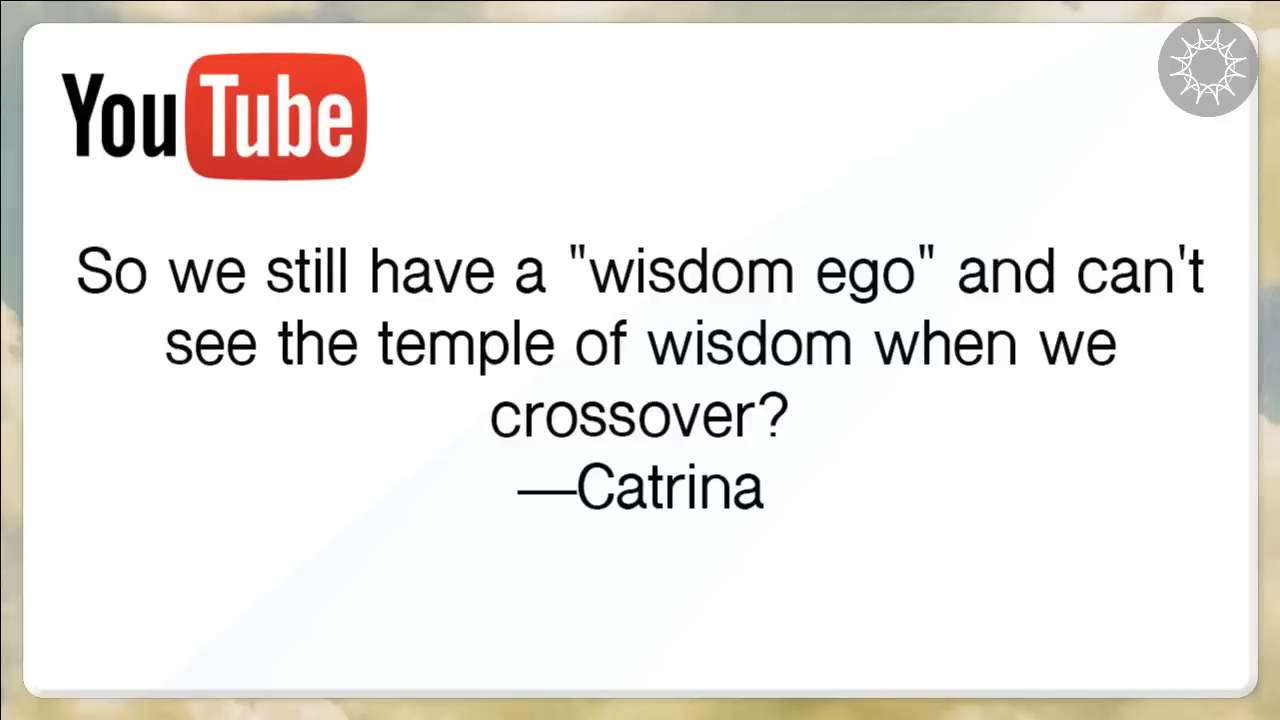 YouTube
So we still have a "wisdom ego" and can't
see the temple of wisdom when we
crossover?
—Catrina